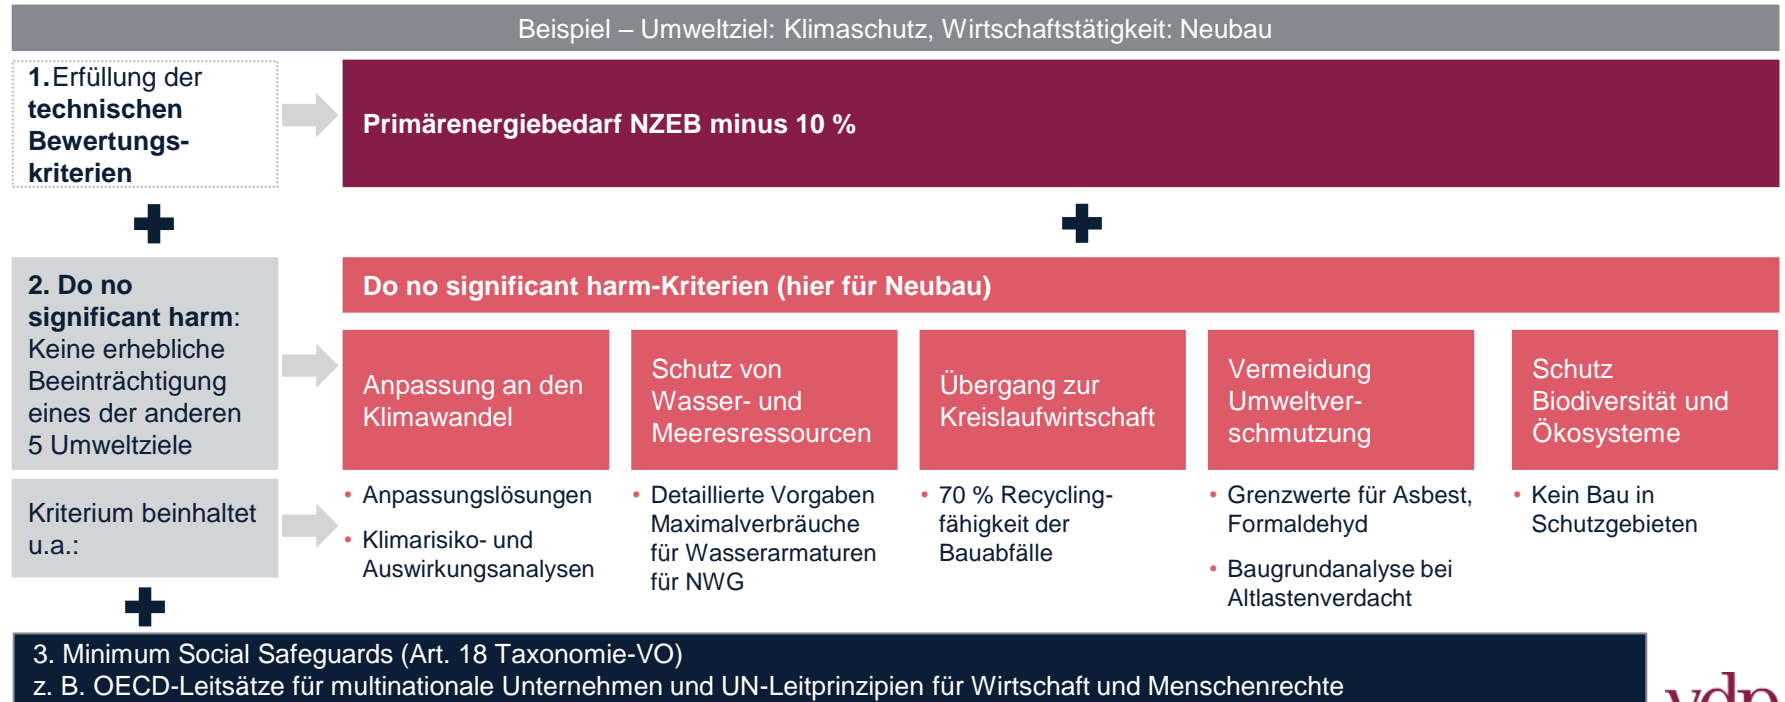 Beispiel – Umweltziel: Klimaschutz, Wirtschaftstätigkeit: Neubau
1.Erfüllung der
technischen
Bewertungs-
kriterien
Primärenergiebedarf NZEB minus 10 %
2. Do no
significant harm:
Keine erhebliche
Beeinträchtigung
eines der anderen
5 Umweltziele
Do no significant harm-Kriterien (hier für Neubau)
Anpassung an den
Klimawandel
Schutz von
Wasser- und
Meeresressourcen
Übergang zur
Kreislaufwirtschaft
Vermeidung
Umweltver-
schmutzung
Schutz
Biodiversität und
Ökosysteme
Kriterium beinhaltet
u.a.:
• Anpassungslösungen
• Klimarisiko- und
Auswirkungsanalysen
• Detaillierte Vorgaben
Maximalverbräuche
für Wasserarmaturen
für NWG
• 70 % Recycling-
fähigkeit der
Bauabfälle
• Grenzwerte für Asbest,
Formaldehyd
• Baugrundanalyse bei
Altlastenverdacht
• Kein Bau in
Schutzgebieten
3. Minimum Social Safeguards (Art. 18 Taxonomie-VO)
z. B. OECD-Leitsätze für multinationale Unternehmen und UN-Leitprinzipien für Wirtschaft und Menschenrechte
vdp